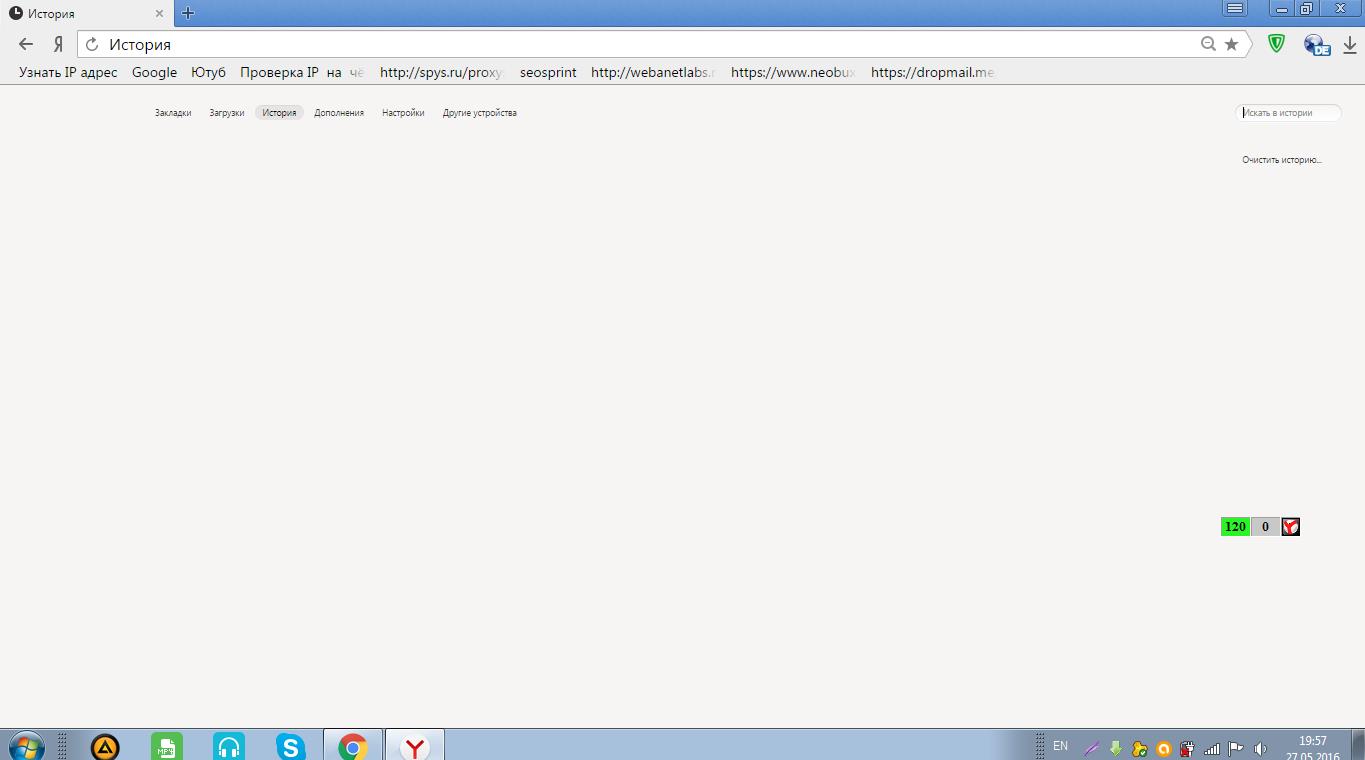 История
История
Узнать IP адрес Google Ютуб Проверка IP на чё http://spys.ru/proxy seosprint http://webanetlabs.r https://www.neobux https://dropmail.me
DE
Закладки Загрузки История Дополнения Настройки Другие устройства Искать в истории
Очистить историю...
120 0
MP3
EN 19:57
27.05.2016